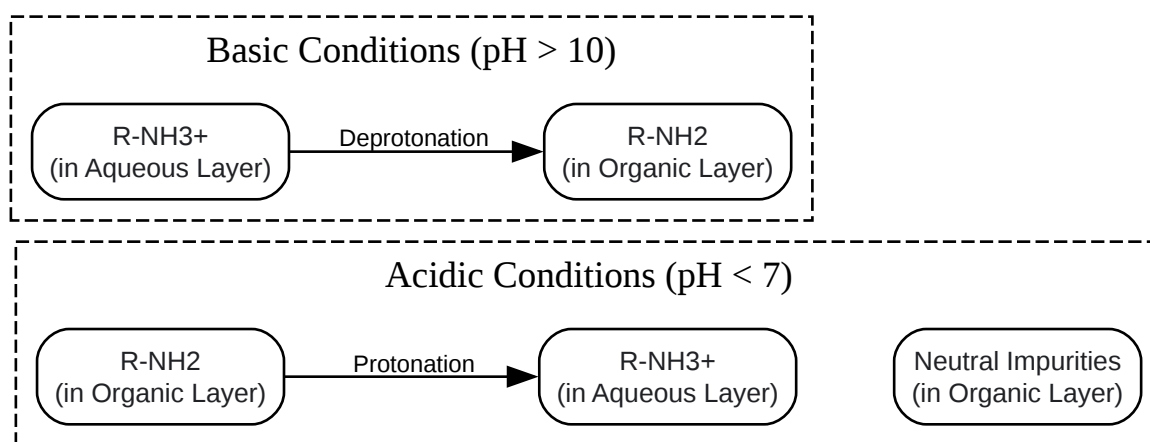 Basic Conditions (pH > 10)
R-NH3+
(in Aqueous Layer)
Deprotonation
R-NH2
(in Organic Layer)
Acidic Conditions (pH < 7)
R-NH2
(in Organic Layer)
Protonation
R-NH3+
(in Aqueous Layer)
Neutral Impurities
(in Organic Layer)